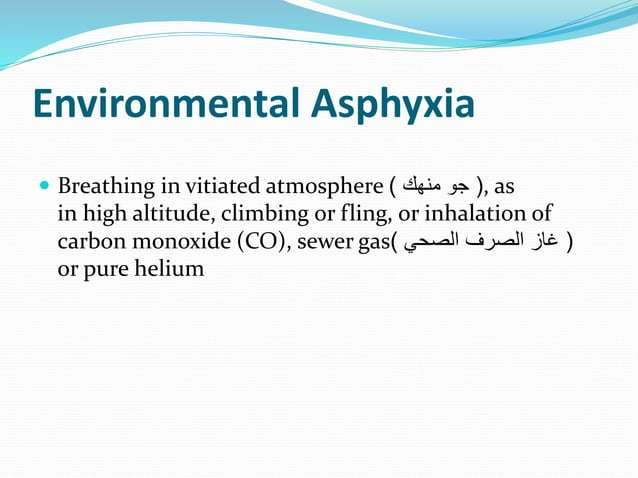 Environmental Asphyxia
• Breathing in vitiated atmosphere ( جو منهك ), as
in high altitude, climbing or fling, or inhalation of
carbon monoxide (CO), sewer gas( غاز الصرف الصحي )
or pure helium